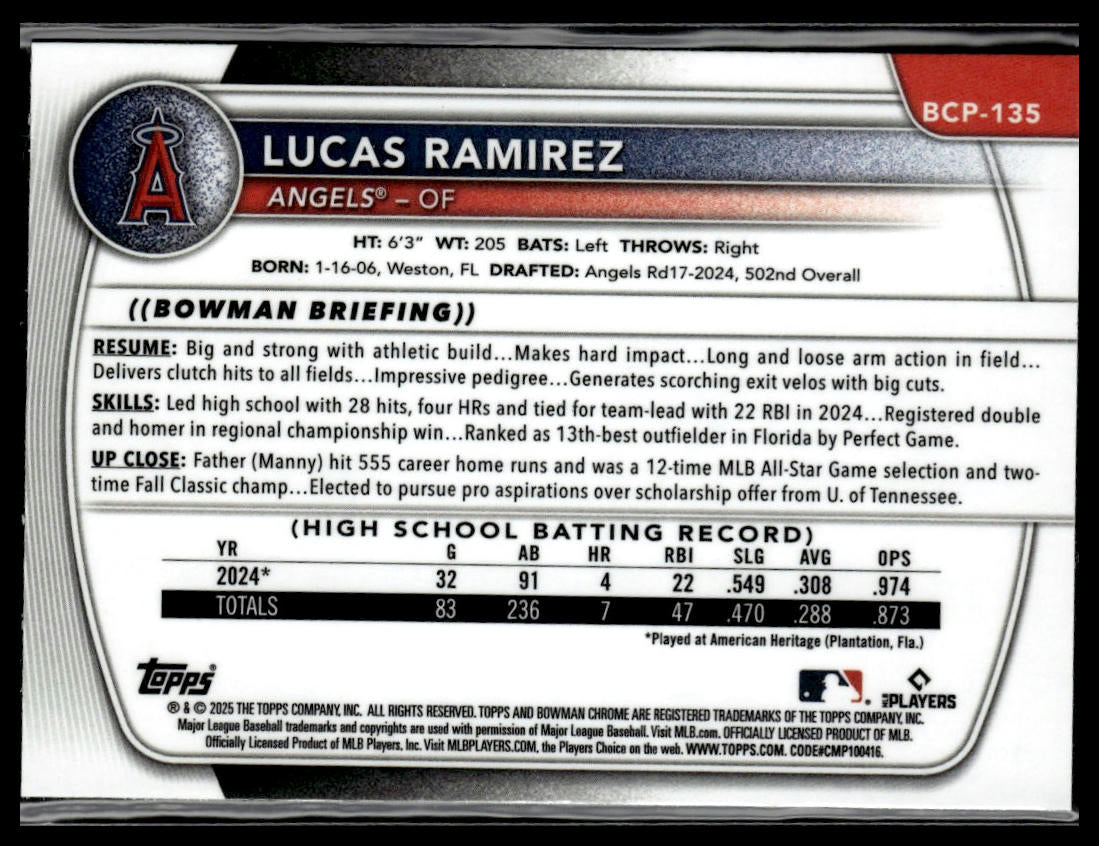 BCP-135
A
LUCAS RAMIREZ
ANGELS® – OF
HT: 6'3" WT: 205 BATS: Left THROWS: Right
BORN: 1-16-06, Weston, FL DRAFTED: Angels Rd17-2024, 502nd Overall
((BOWMAN BRIEFING))
RESUME: Big and strong with athletic build...Makes hard impact...Long and loose arm action in field...
Delivers clutch hits to all fields...Impressive pedigree...Generates scorching exit velos with big cuts.
SKILLS: Led high school with 28 hits, four HRs and tied for team-lead with 22 RBI in 2024...Registered double
and homer in regional championship win...Ranked as 13th-best outfielder in Florida by Perfect Game.
UP CLOSE: Father (Manny) hit 555 career home runs and was a 12-time MLB All-Star Game selection and two-
time Fall Classic champ...Elected to pursue pro aspirations over scholarship offer from U. of Tennessee.
(HIGH SCHOOL BATTING RECORD)
YR G AB HR RBI SLG AVG OPS
2024* 32 91 4 22 .549 .308 .974
TOTALS 83 236 7 47 .470 .288 .873
*Played at American Heritage (Plantation, Fla.)
Topps®
MLB PLAYERS
® & © 2025 THE TOPPS COMPANY, INC. ALL RIGHTS RESERVED. TOPPS AND BOWMAN CHROME ARE REGISTERED TRADEMARKS OF THE TOPPS COMPANY, INC.
Major League Baseball trademarks and copyrights are used with permission of Major League Baseball. Visit MLB.com. OFFICIALLY LICENSED PRODUCT OF MLB.
Officially Licensed Product of MLB Players, Inc. Visit MLBPLAYERS.COM, the Players Choice on the web. WWW.TOPPS.COM. CODE#CMP100416.